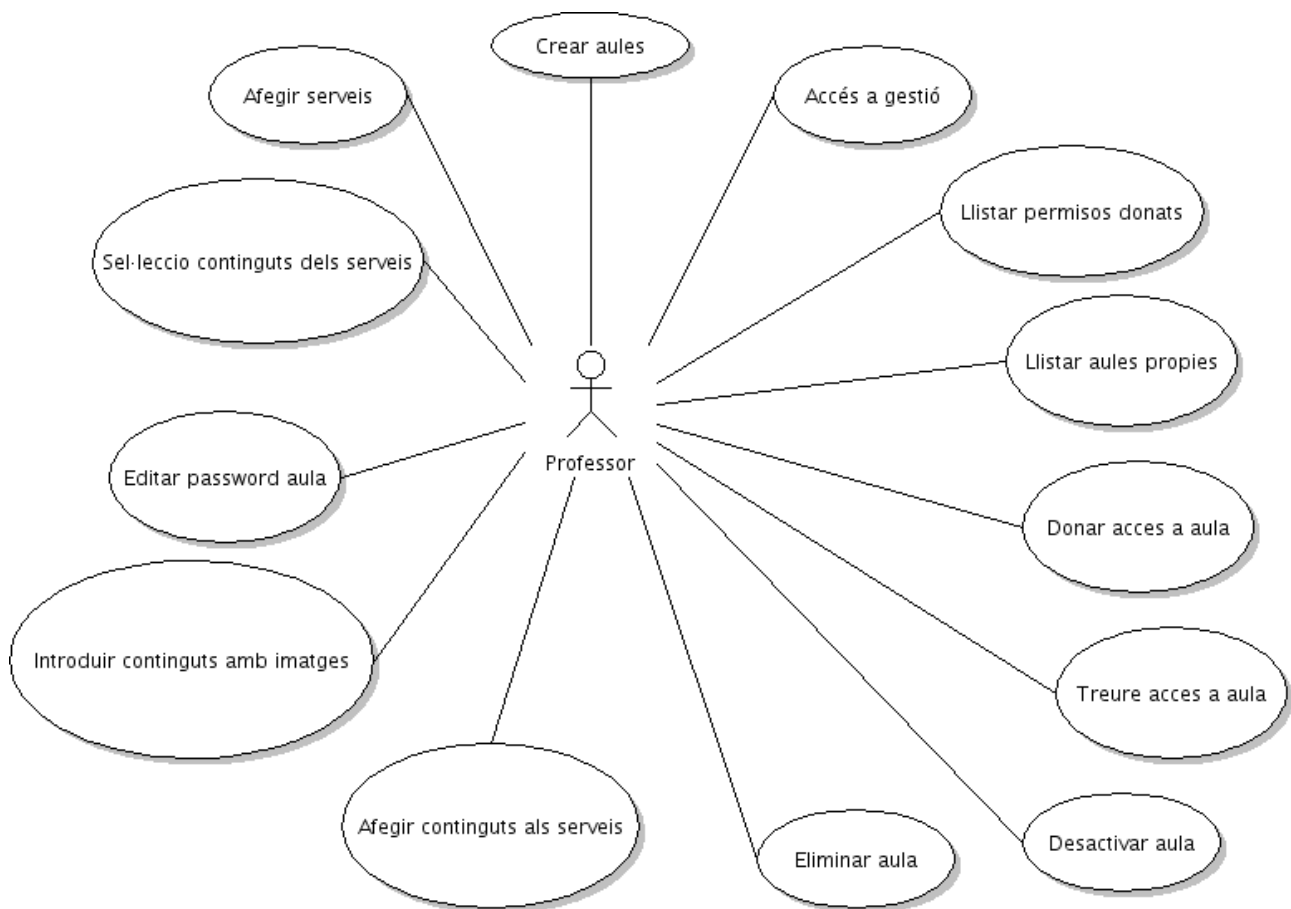 Crear aules
Afegir serveis
Accés a gestió
Llistar permisos donats
Sel·leccio continguts dels serveis
Llistar aules propies
Professor
Editar password aula
Donar acces a aula
Introduir continguts amb imatges
Treure acces a aula
Afegir continguts als serveis
Desactivar aula
Eliminar aula